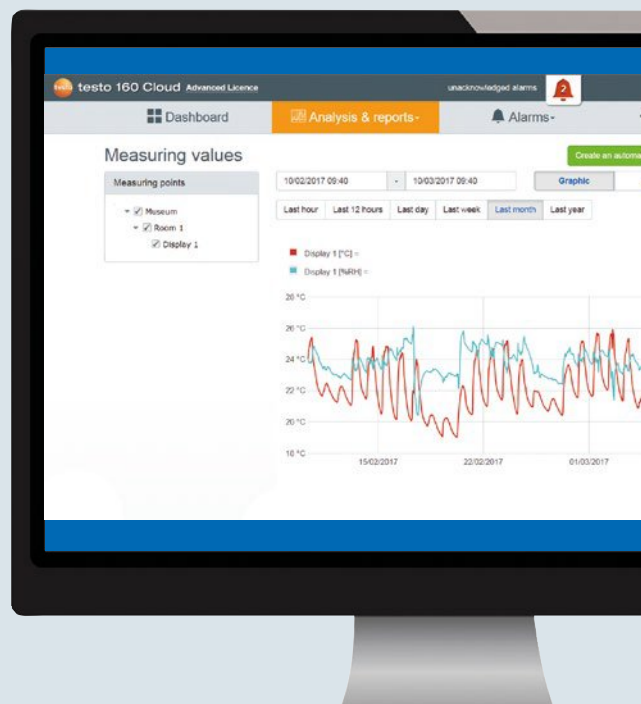 testo testo 160 Cloud Advanced Licence unacknowledged alarms 2
Dashboard Analysis & reports Alarms
Measuring values
Create an automa
Measuring points
10/02/2017 09:40 - 10/03/2017 09:40 Graphic
Last hour Last 12 hours Last day Last week Last month Last year
Museum
Room 1
Display 1
Display 1 [°C]
Display 1 [%RH]
28 °C
26 °C
24 °C
22 °C
20 °C
18 °C
15/02/2017 22/02/2017 01/03/2017